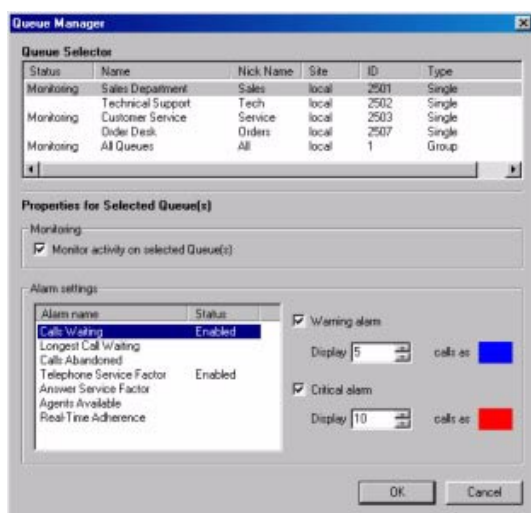 Queue Manager
Queue Selector
Status Name Nick Name Site ID Type
Monitoring Sales Department Sales local 2501 Single
Technical Support Tech local 2502 Single
Monitoring Customer Service Service local 2503 Single
Order Desk Orders local 2507 Single
Monitoring All Queues All local 1 Group
Properties for Selected Queue(s)
Monitoring
Monitor activity on selected Queue(s)
Alarm settings
Alarm name Status
Calls Waiting Enabled
Longest Call Waiting
Calls Abandoned
Telephone Service Factor Enabled
Answer Service Factor
Agents Available
Real-Time Adherence
Warning alarm
Display 5 calls as
Critical alarm
Display 10 calls as
OK Cancel